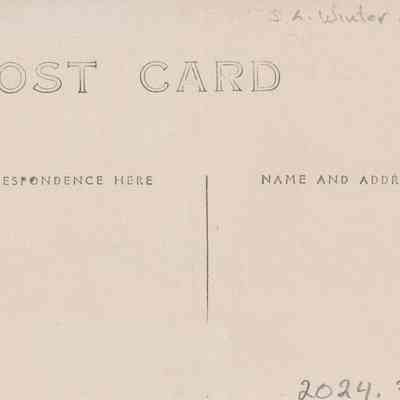 S.L. Winter
OST CARD
ESPONDENCE HERE
NAME AND ADDR
2024.